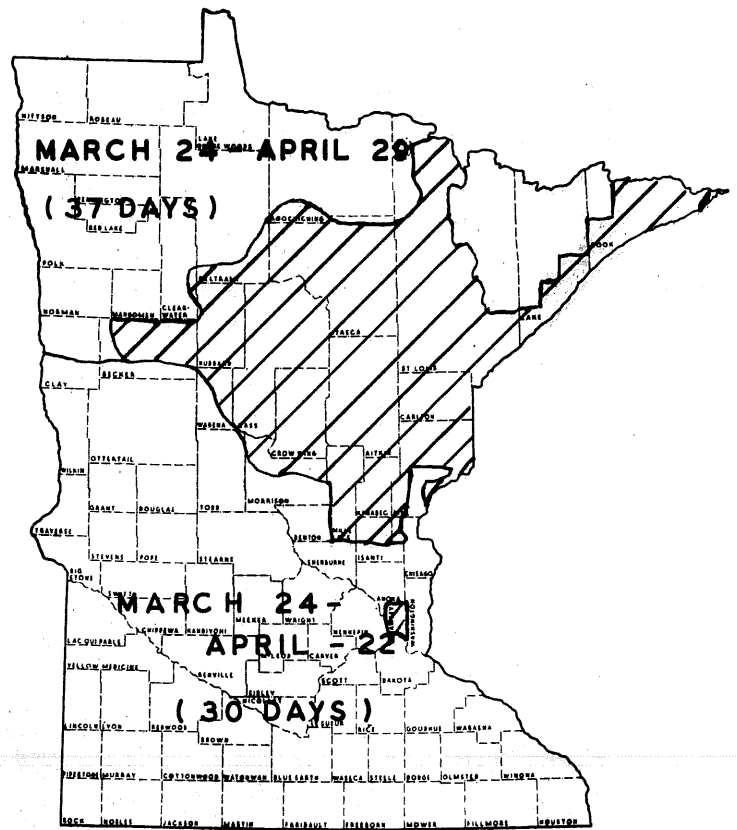 KITTSON ROSEAU
LAKE
OF THE WOODS
MARCH 24 - APRIL 29
MARSHALL
( 37 DAYS )
RED LAKE
KOOCHICHING
POLK
BELTRAMI
COOK
NORMAN MAHNOMEN CLEAR-
WATER
LAKE
ITASCA
HUBBARD
ST LOUIS
BECKER
CLAY
WADENA CASS
CARLTON
CROW WING AITKIN
OTTERTAIL
WILKIN
MORRISON
GRANT DOUGLAS TODD
KANABEC PINE
MILLE
LACS
TRAVERSE
BENTON
STEVENS POPE STEARNS ISANTI
SHERBURNE
BIG
STONE
CHISAGO
SWIFT
ANOKA
MARCH 24 -
MEEKER WRIGHT
RAMSEY
WASHINGTON
CHIPPEWA KANDIYOHI HENNEPIN
LAC QUI PARLE
APRIL - 22
McLEOD CARVER
YELLOW MEDICINE
RENVILLE
SCOTT DAKOTA
SIBLEY
NICOLLET
( 30 DAYS )
LINCOLN LYON REDWOOD
LE SUEUR RICE GOODHUE WABASHA
BROWN
PIPESTONE MURRAY COTTONWOOD WATONWAN BLUE EARTH WASECA STEELE DODGE OLMSTED WINONA
ROCK NOBLES JACKSON MARTIN FARIBAULT FREEBORN MOWER FILLMORE HOUSTON